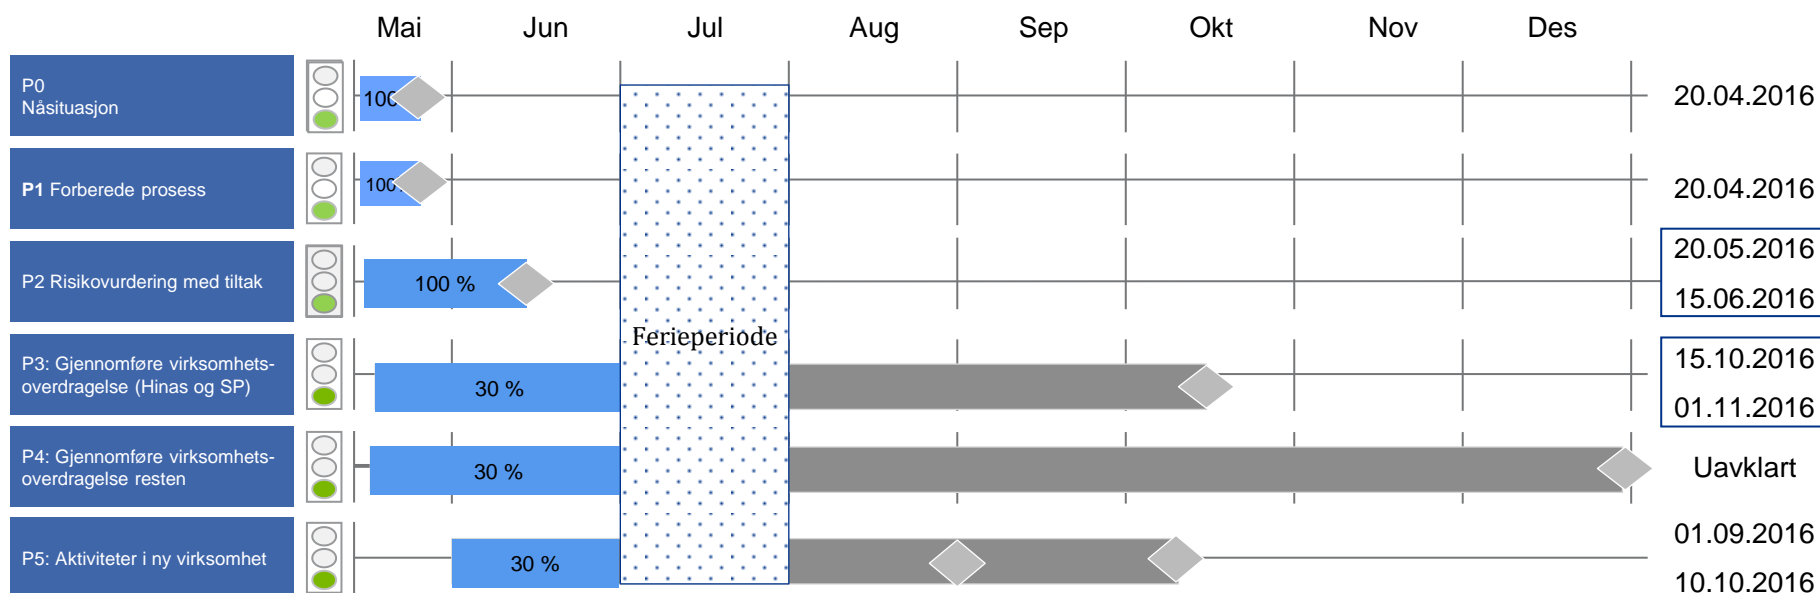 Mai Jun Jul Aug Sep Okt Nov Des
P0
Nåsituasjon
100
20.04.2016
P1 Forberede prosess
100
20.04.2016
P2 Risikovurdering med tiltak
100 %
20.05.2016
15.06.2016
Ferieperiode
P3: Gjennomføre virksomhets-
overdragelse (Hinas og SP)
30 %
15.10.2016
01.11.2016
P4: Gjennomføre virksomhets-
overdragelse resten
30 %
Uavklart
P5: Aktiviteter i ny virksomhet
30 %
01.09.2016
10.10.2016